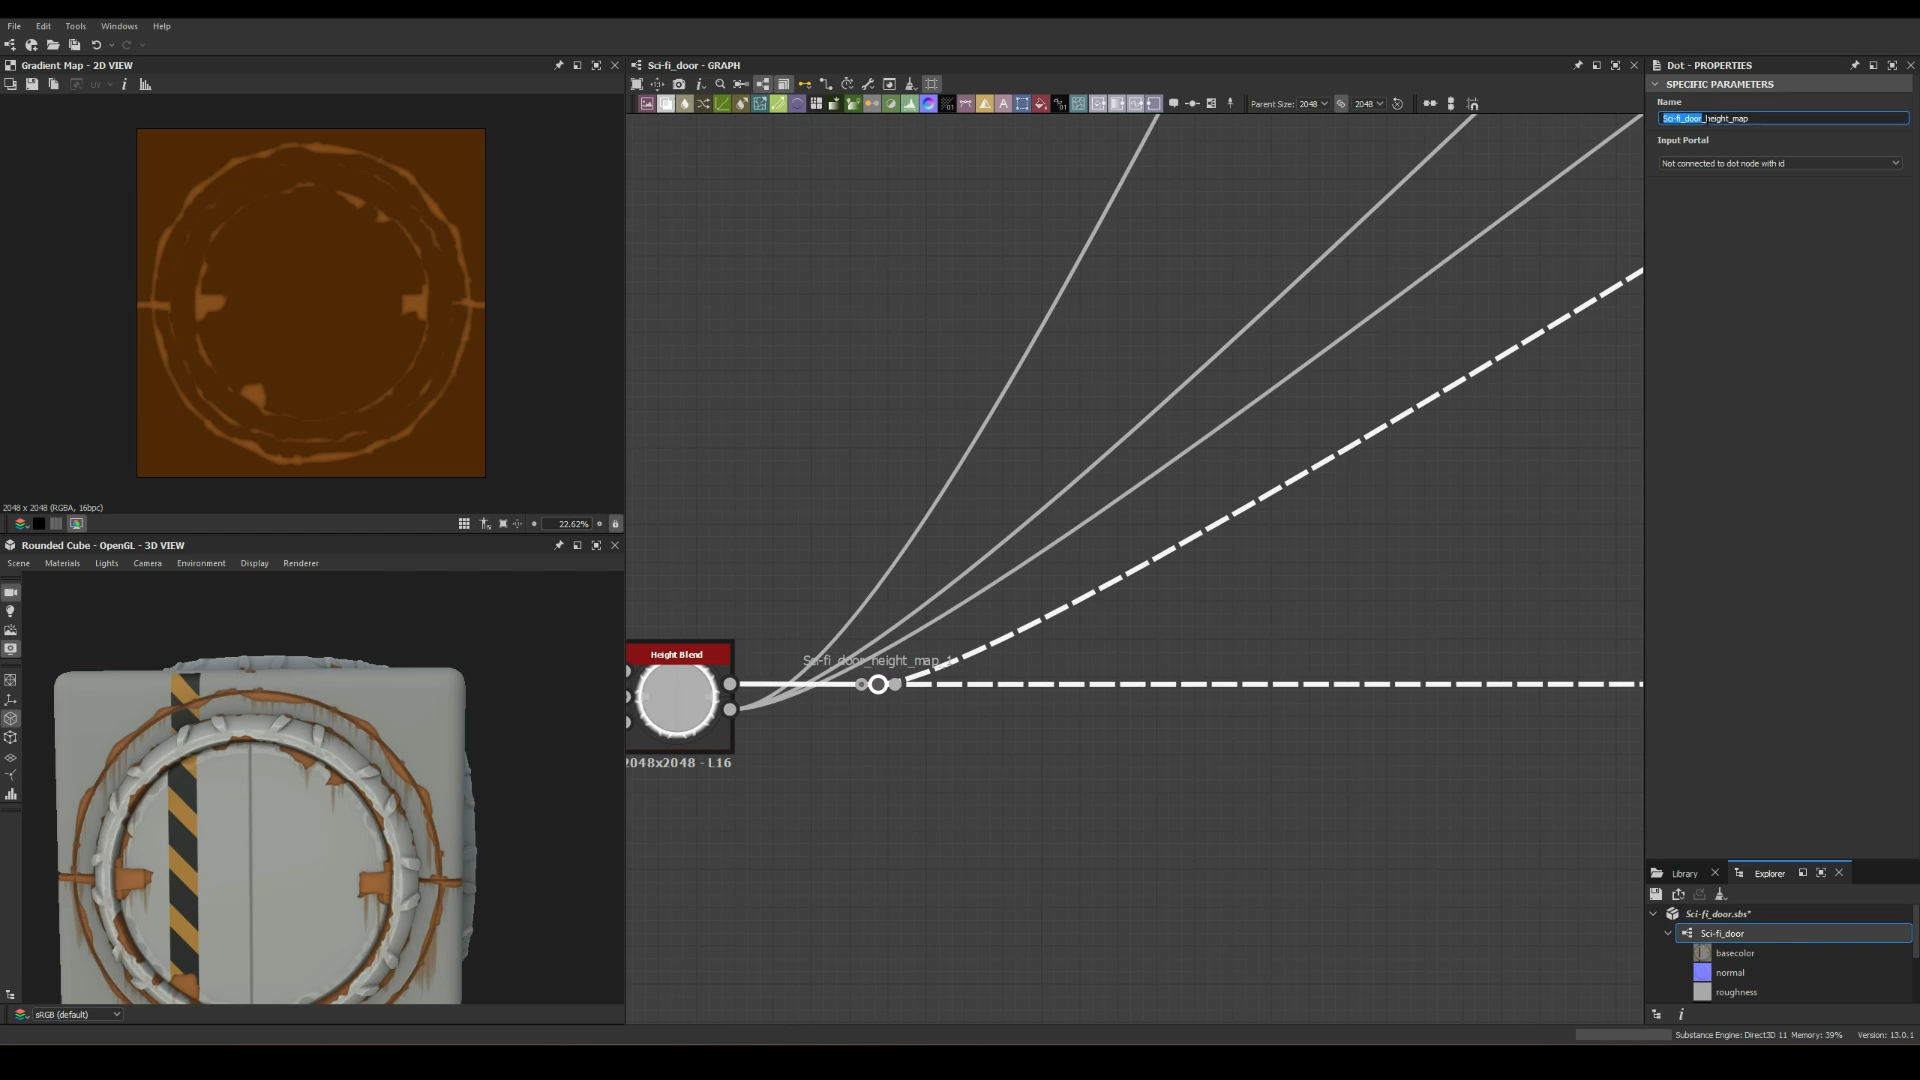 File Edit Tools Windows Help
Gradient Map - 2D VIEW
UV
2048 x 2048 (RGBA, 16bpc)
22.62%
Rounded Cube - OpenGL - 3D VIEW
Scene Materials Lights Camera Environment Display Renderer
sRGB (default)
Sci-fi_door - GRAPH
Parent Size: 2048 2048
Height Blend
Sci-fi_door_height_map_1
2048x2048 - L16
Dot - PROPERTIES
SPECIFIC PARAMETERS
Name
Sci-fi_door_height_map
Input Portal
Not connected to dot node with id
Library Explorer
Sci-fi_door.sbs*
Sci-fi_door
basecolor
normal
roughness
Substance Engine: Direct3D 11 Memory: 39% Version: 13.0.1